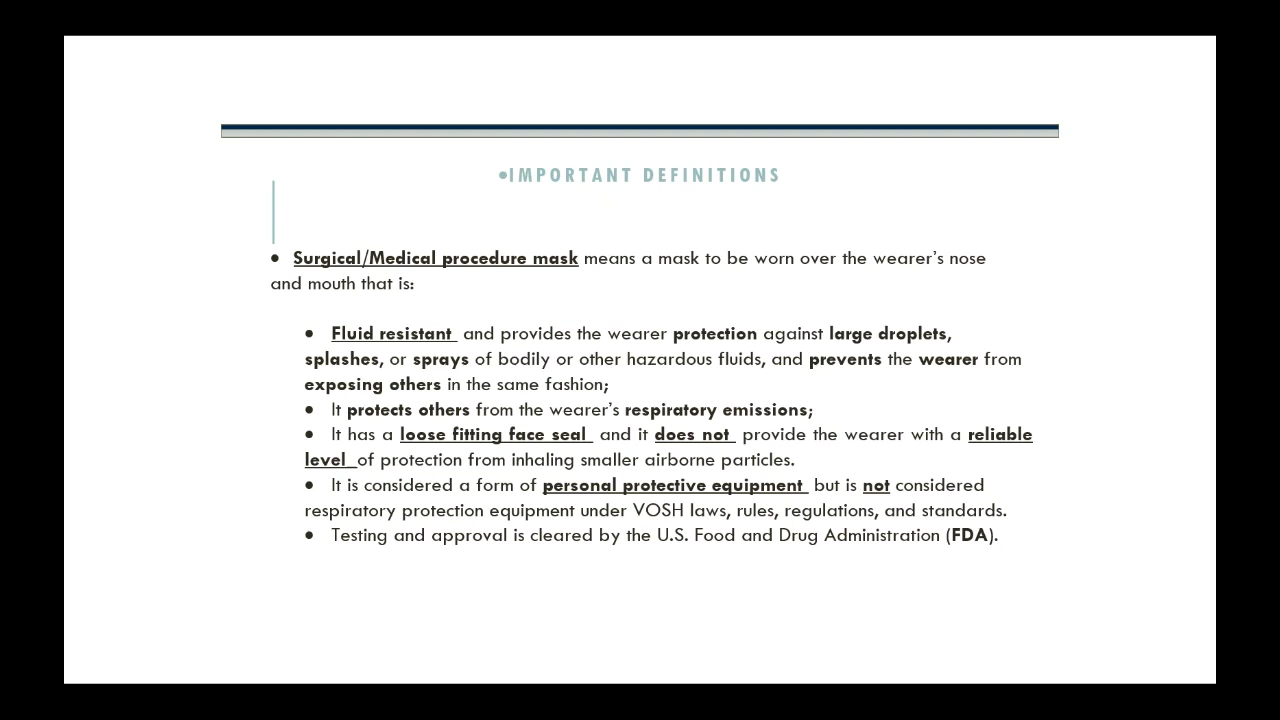 •IMPORTANT DEFINITIONS
• Surgical/Medical procedure mask means a mask to be worn over the wearer’s nose
and mouth that is:
• Fluid resistant and provides the wearer protection against large droplets,
splashes, or sprays of bodily or other hazardous fluids, and prevents the wearer from
exposing others in the same fashion;
• It protects others from the wearer’s respiratory emissions;
• It has a loose fitting face seal and it does not provide the wearer with a reliable
level of protection from inhaling smaller airborne particles.
• It is considered a form of personal protective equipment but is not considered
respiratory protection equipment under VOSH laws, rules, regulations, and standards.
• Testing and approval is cleared by the U.S. Food and Drug Administration (FDA).